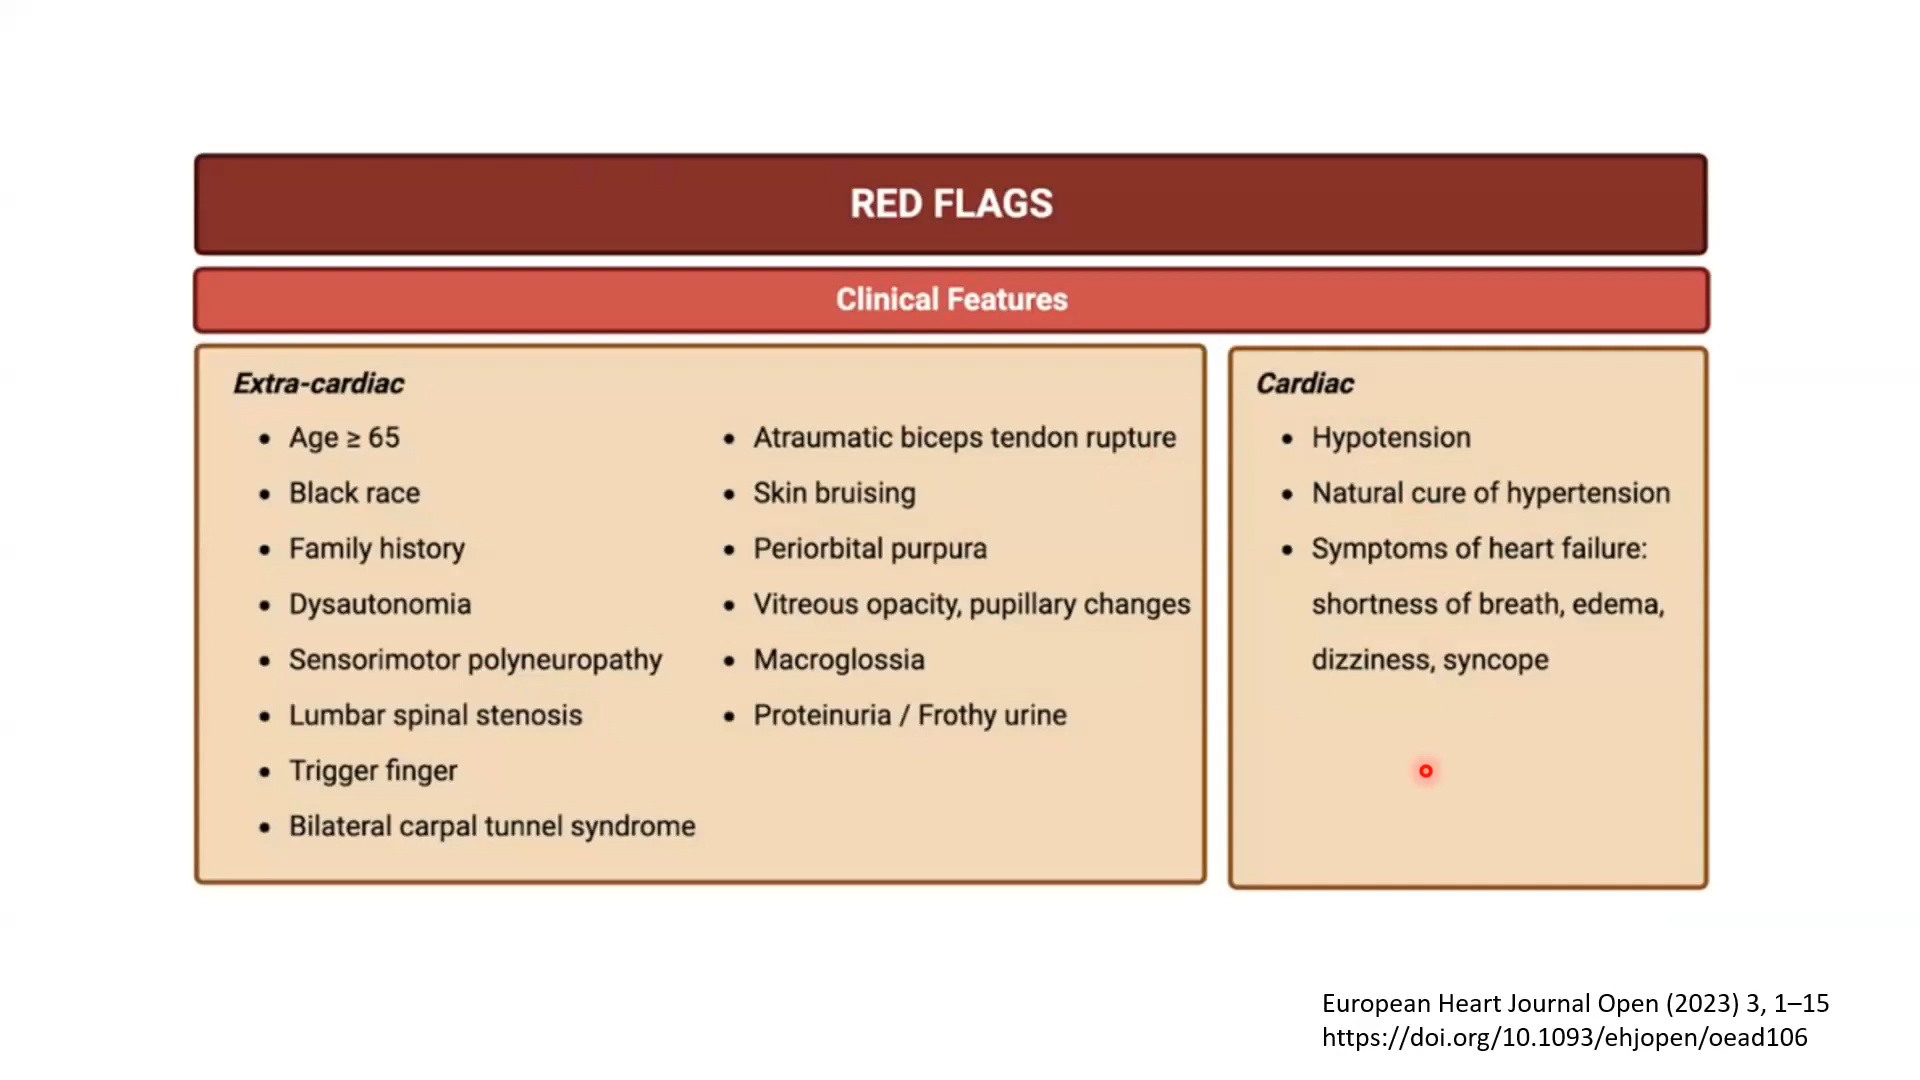 RED FLAGS
Clinical Features
Extra-cardiac
• Age ≥ 65
• Black race
• Family history
• Dysautonomia
• Sensorimotor polyneuropathy
• Lumbar spinal stenosis
• Trigger finger
• Bilateral carpal tunnel syndrome
• Atraumatic biceps tendon rupture
• Skin bruising
• Periorbital purpura
• Vitreous opacity, pupillary changes
• Macroglossia
• Proteinuria / Frothy urine
Cardiac
• Hypotension
• Natural cure of hypertension
• Symptoms of heart failure:
shortness of breath, edema,
dizziness, syncope
European Heart Journal Open (2023) 3, 1–15
https://doi.org/10.1093/ehjopen/oead106